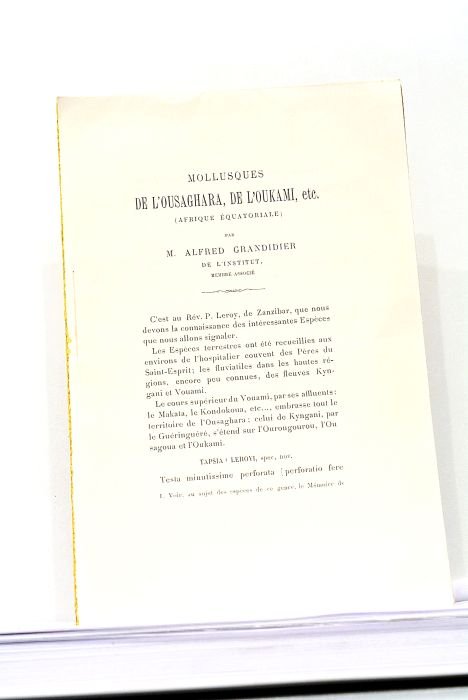 MOLLUSQUES
DE L'OUSAGHARA, DE L'OUKAMI, etc.
(AFRIQUE ÉQUATORIALE)
PAR
M. ALFRED GRANDIDIER
DE L'INSTITUT,
MEMBRE ASSOCIÉ
C'est au Rév. P. Leroy, de Zanzibar, que nous
devons la connaissance des intéressantes Espèces
que nous allons signaler.
Les Espèces terrestres ont été recueillies aux
environs de l'hospitalier couvent des Pères du
Saint-Esprit; les fluviatiles dans les hautes ré-
gions, encore peu connues, des fleuves Kyn-
gani et Vouami.
Le cours supérieur du Vouami, par ses affluents:
le Makata, le Kondokoua, etc..., embrasse tout le
territoire de l'Ousaghara; celui de Kyngani, par
le Guéringuéré, s'étend sur l'Ourougourou, l'Ou
sagoua et l'Oukami.
TAPSIA¹ LEROYI, spec, nov.
Testa minutissime perforata (perforatio fere
1. Voir, au sujet des espèces de ce genre, le Mémoire de